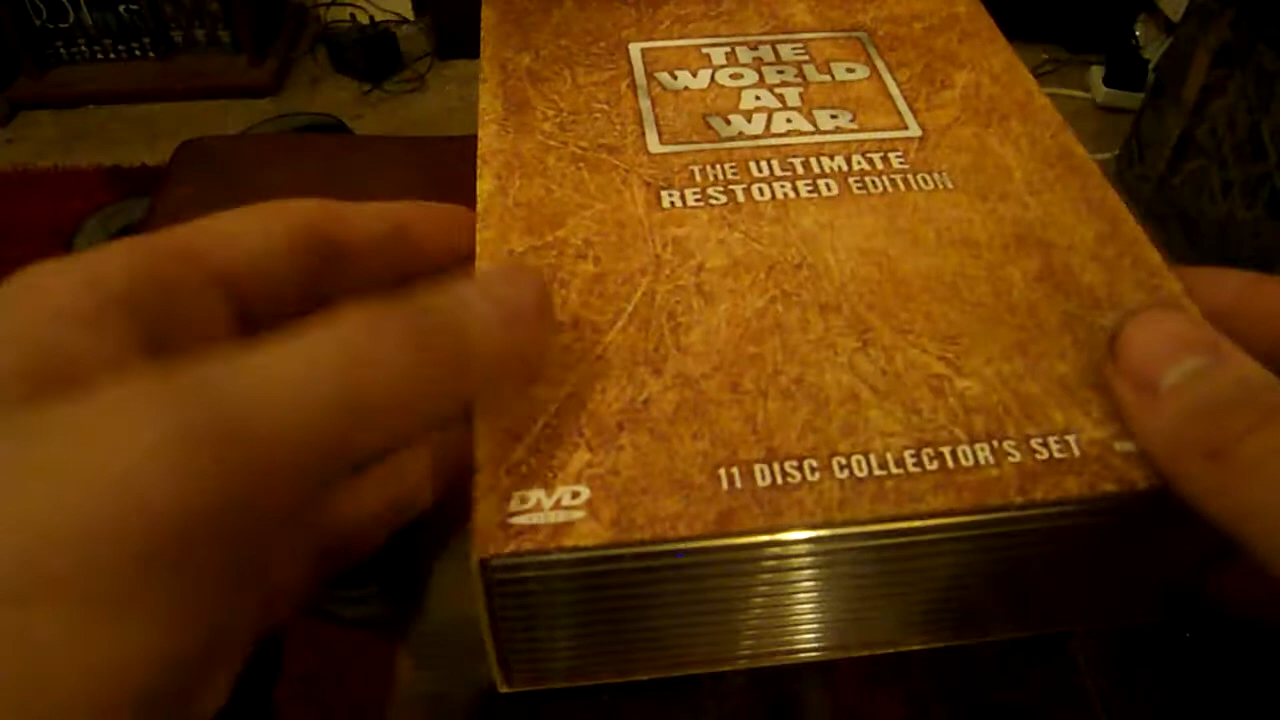 THE
WORLD
AT
WAR
THE ULTIMATE
RESTORED EDITION
11 DISC COLLECTOR'S SET
DVD